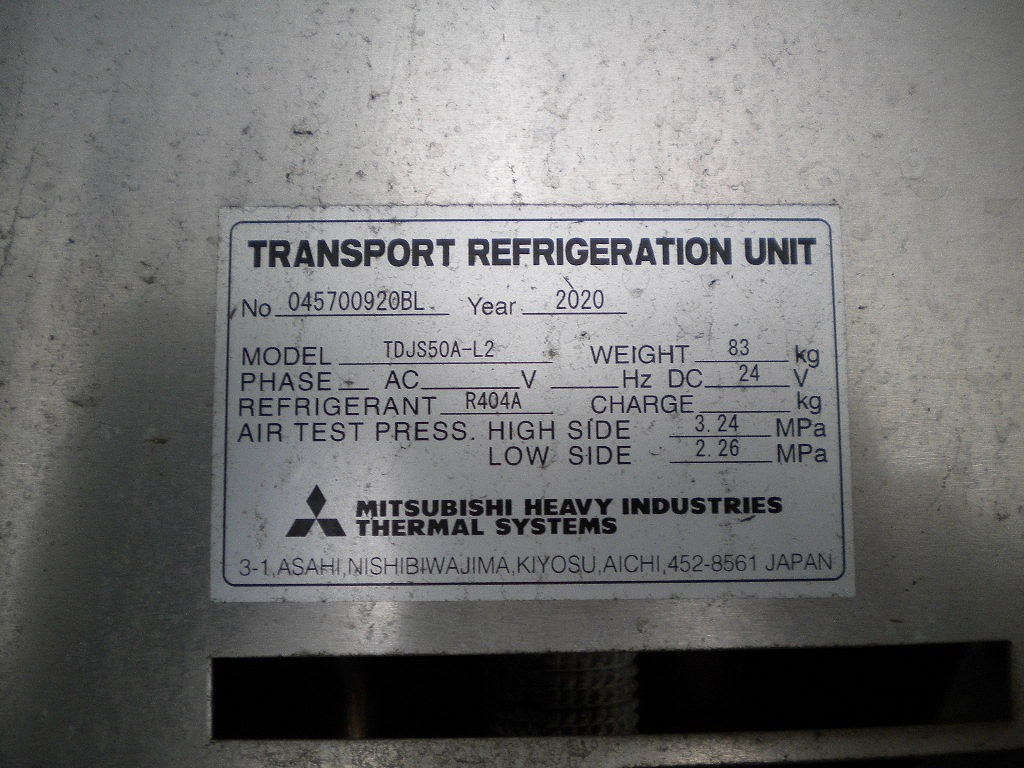 TRANSPORT REFRIGERATION UNIT
No 045700920BL Year 2020
MODEL TDJS50A-L2 WEIGHT 83 kg
PHASE AC V Hz DC 24 V
REFRIGERANT R404A CHARGE kg
AIR TEST PRESS. HIGH SIDE 3.24 MPa
LOW SIDE 2.26 MPa
MITSUBISHI HEAVY INDUSTRIES
THERMAL SYSTEMS
3-1,ASAHI,NISHIBIWAJIMA,KIYOSU,AICHI,452-8561 JAPAN